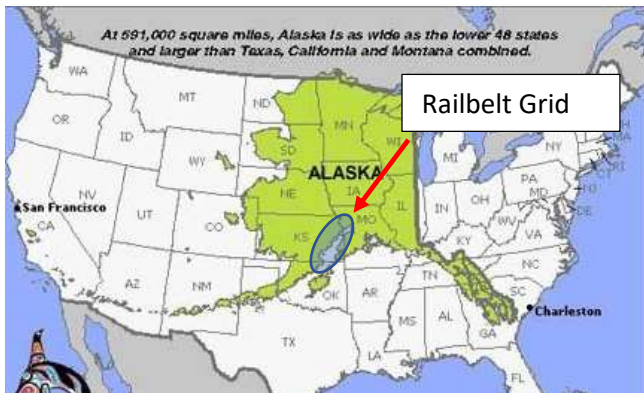 At 591,000 square miles, Alaska is as wide as the lower 48 states
and larger than Texas, California and Montana combined.
Railbelt Grid
WA
MT
ND
MN
OR
ID
SD
WI
MI
NY
WY
ALASKA
IA
NE
PA
NJ
MD
NV
UT
CO
IL
IN
OH
DE
San Francisco
CA
KS
MO
WV
VA
KY
AZ
NM
OK
AR
TN
NC
SC
Charleston
MS
AL
GA
TX
LA
FL